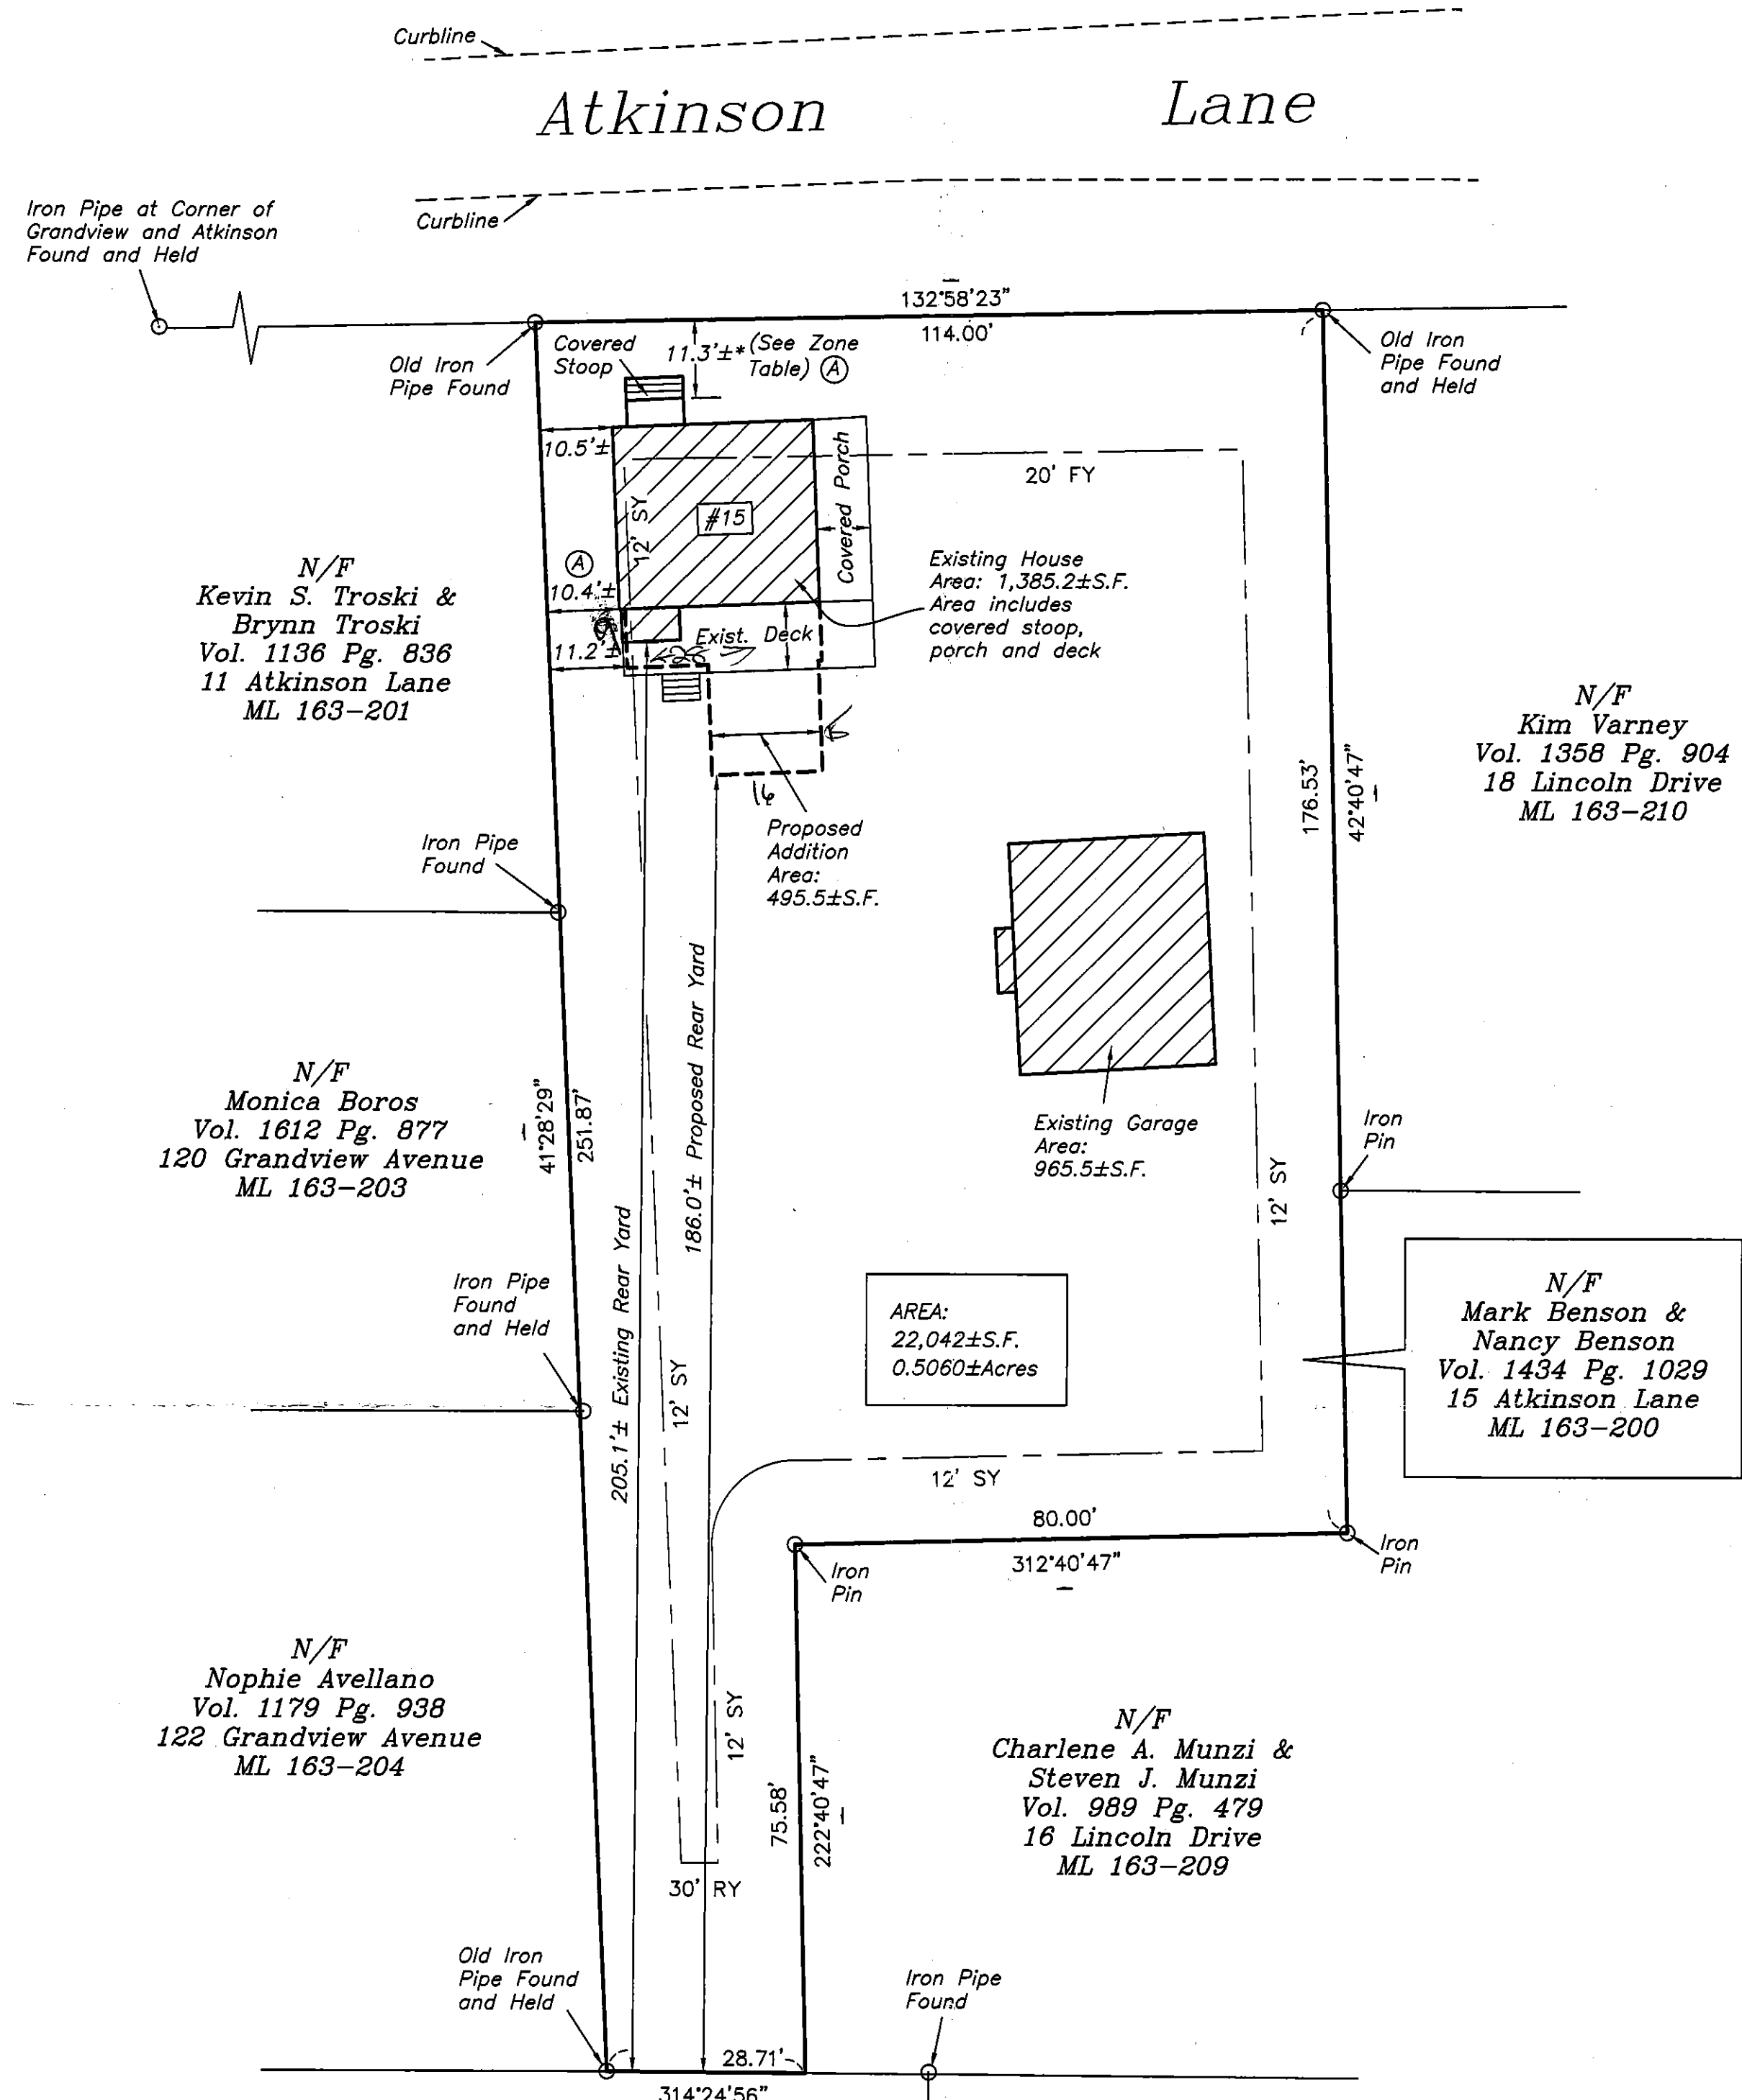 Curbline
Atkinson Lane
Curbline
Iron Pipe at Corner of
Grandview and Atkinson
Found and Held
132°58'23"
114.00'
Old Iron
Pipe Found
Covered
Stoop
11.3'±* (See Zone
Table) A
Old Iron
Pipe Found
and Held
10.5'±
12' SY
#15
Covered Porch
20' FY
Existing House
Area: 1,385.2±S.F.
Area includes
covered stoop,
porch and deck
A
10.4'±
11.2'±
Exist. Deck
26
16
Proposed
Addition
Area:
495.5±S.F.
N/F
Kevin S. Troski &
Brynn Troski
Vol. 1136 Pg. 836
11 Atkinson Lane
ML 163-201
N/F
Kim Varney
Vol. 1358 Pg. 904
18 Lincoln Drive
ML 163-210
176.53'
42°40'47"
Iron Pipe
Found
186.0'± Proposed Rear Yard
N/F
Monica Boros
Vol. 1612 Pg. 877
120 Grandview Avenue
ML 163-203
41°28'29"
251.87'
Existing Garage
Area:
965.5±S.F.
Iron
Pin
12' SY
205.1'± Existing Rear Yard
Iron Pipe
Found
and Held
12' SY
AREA:
22,042±S.F.
0.5060±Acres
N/F
Mark Benson &
Nancy Benson
Vol. 1434 Pg. 1029
15 Atkinson Lane
ML 163-200
12' SY
80.00'
312°40'47"
Iron
Pin
Iron
Pin
N/F
Nophie Avellano
Vol. 1179 Pg. 938
122 Grandview Avenue
ML 163-204
12' SY
75.58'
222°40'47"
N/F
Charlene A. Munzi &
Steven J. Munzi
Vol. 989 Pg. 479
16 Lincoln Drive
ML 163-209
30' RY
Old Iron
Pipe Found
and Held
Iron Pipe
Found
28.71'
314°24'56"